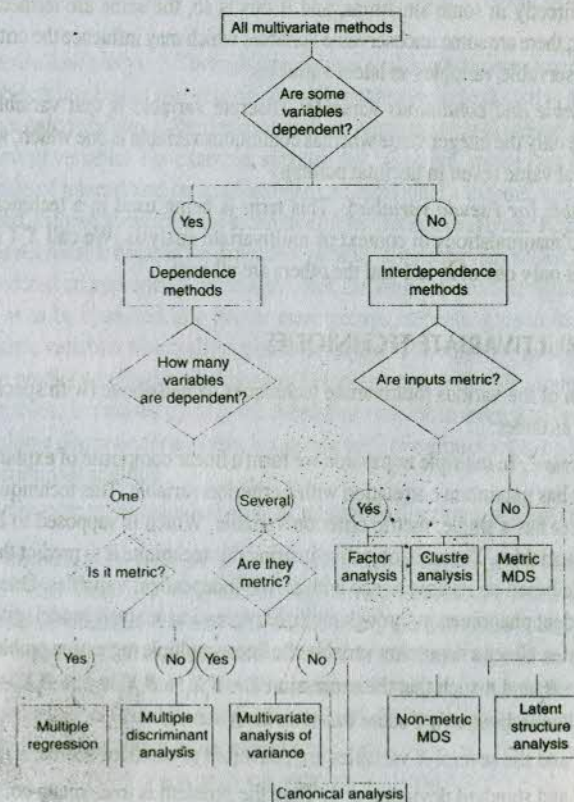 All multivariate methods
Are some
variables
dependent?
Yes
No
Dependence
methods
Interdependence
methods
How many
variables
are dependent?
Are inputs metric?
One
(Several)
Yes
No
Is it metric?
Are they
metric?
Factor
analysis
Clustre
analysis
Metric
MDS
Yes
No
Yes
No
Multiple
regression
Multiple
discriminant
analysis
Multivariate
analysis of
variance
Non-metric
MDS
Latent
structure
analysis
Canonical analysis